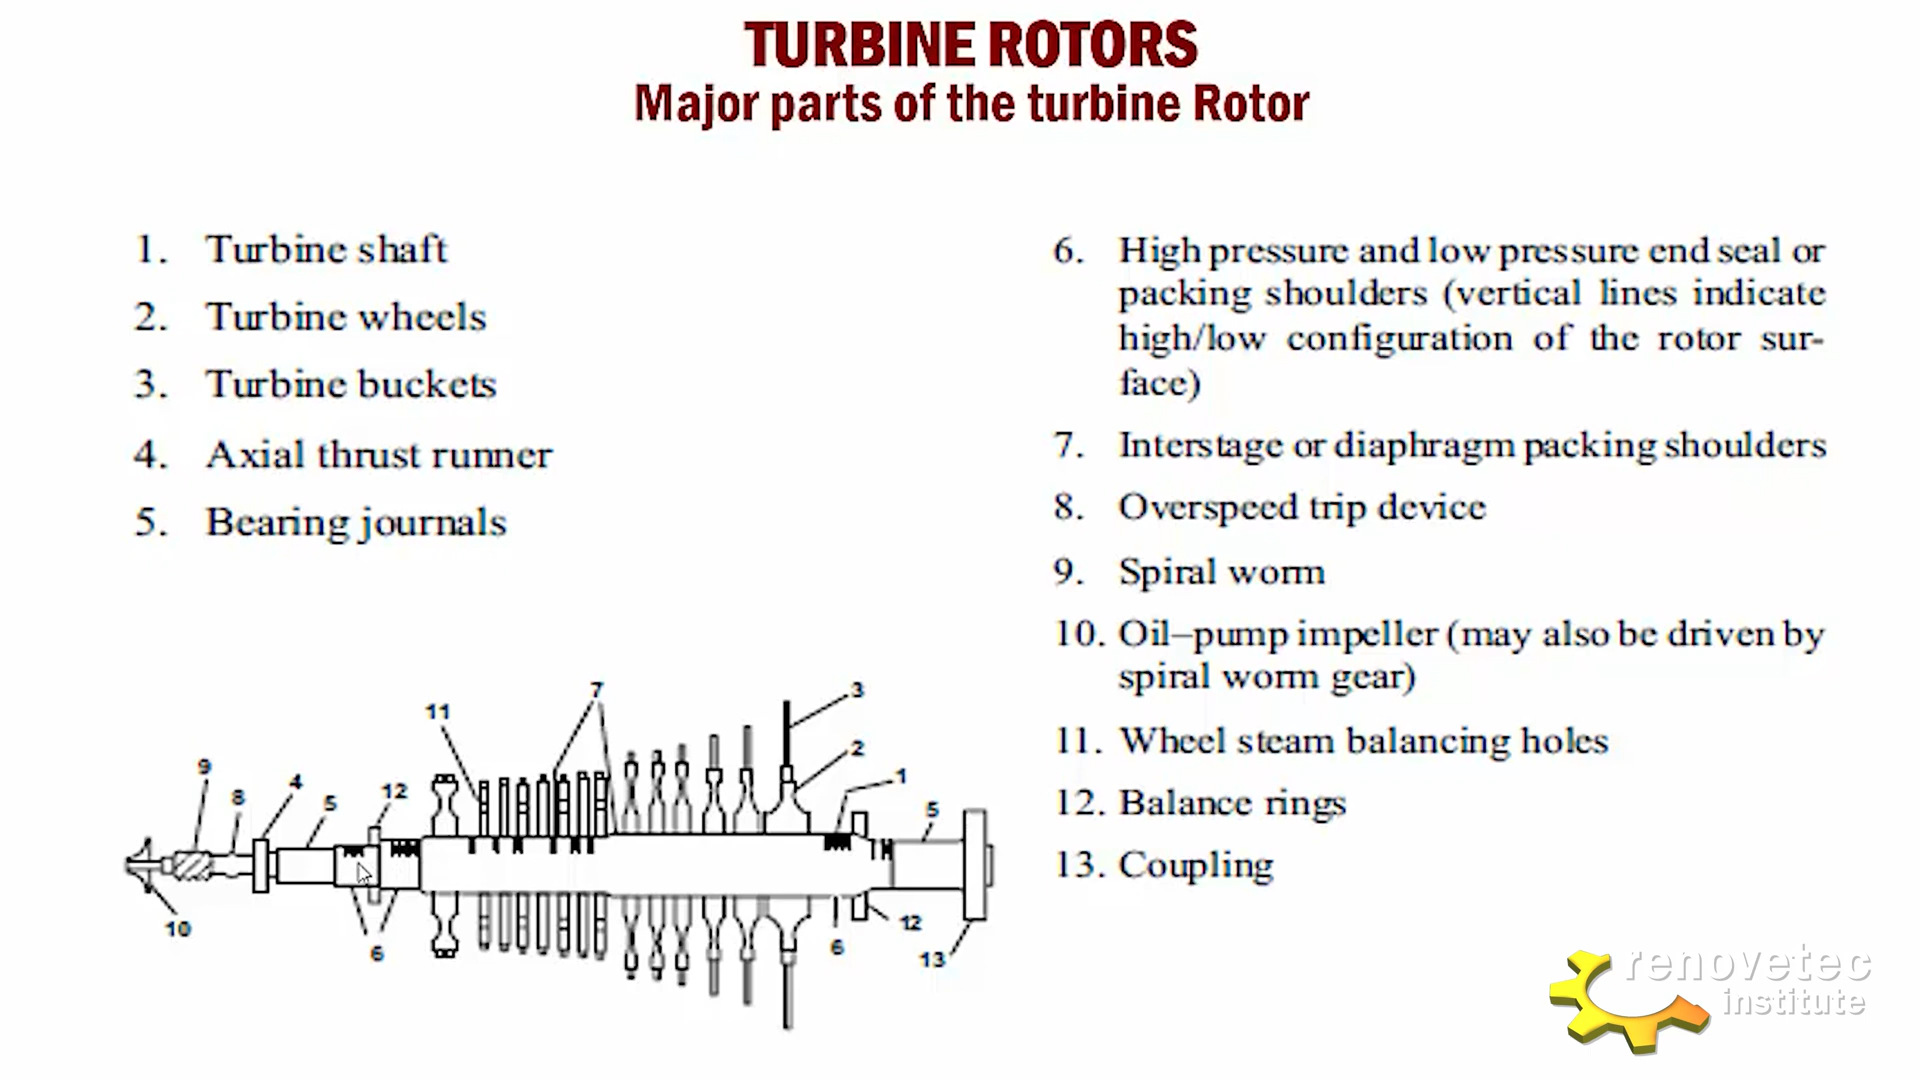 TURBINE ROTORS
Major parts of the turbine Rotor
1. Turbine shaft
2. Turbine wheels
3. Turbine buckets
4. Axial thrust runner
5. Bearing journals
6. High pressure and low pressure end seal or
packing shoulders (vertical lines indicate
high/low configuration of the rotor sur-
face)
7. Interstage or diaphragm packing shoulders
8. Overspeed trip device
9. Spiral worm
10. Oil–pump impeller (may also be driven by
spiral worm gear)
11. Wheel steam balancing holes
12. Balance rings
13. Coupling
7
3
11
2
9
1
4
12
8
5
5
10
12
6
6
13
renovetec
institute